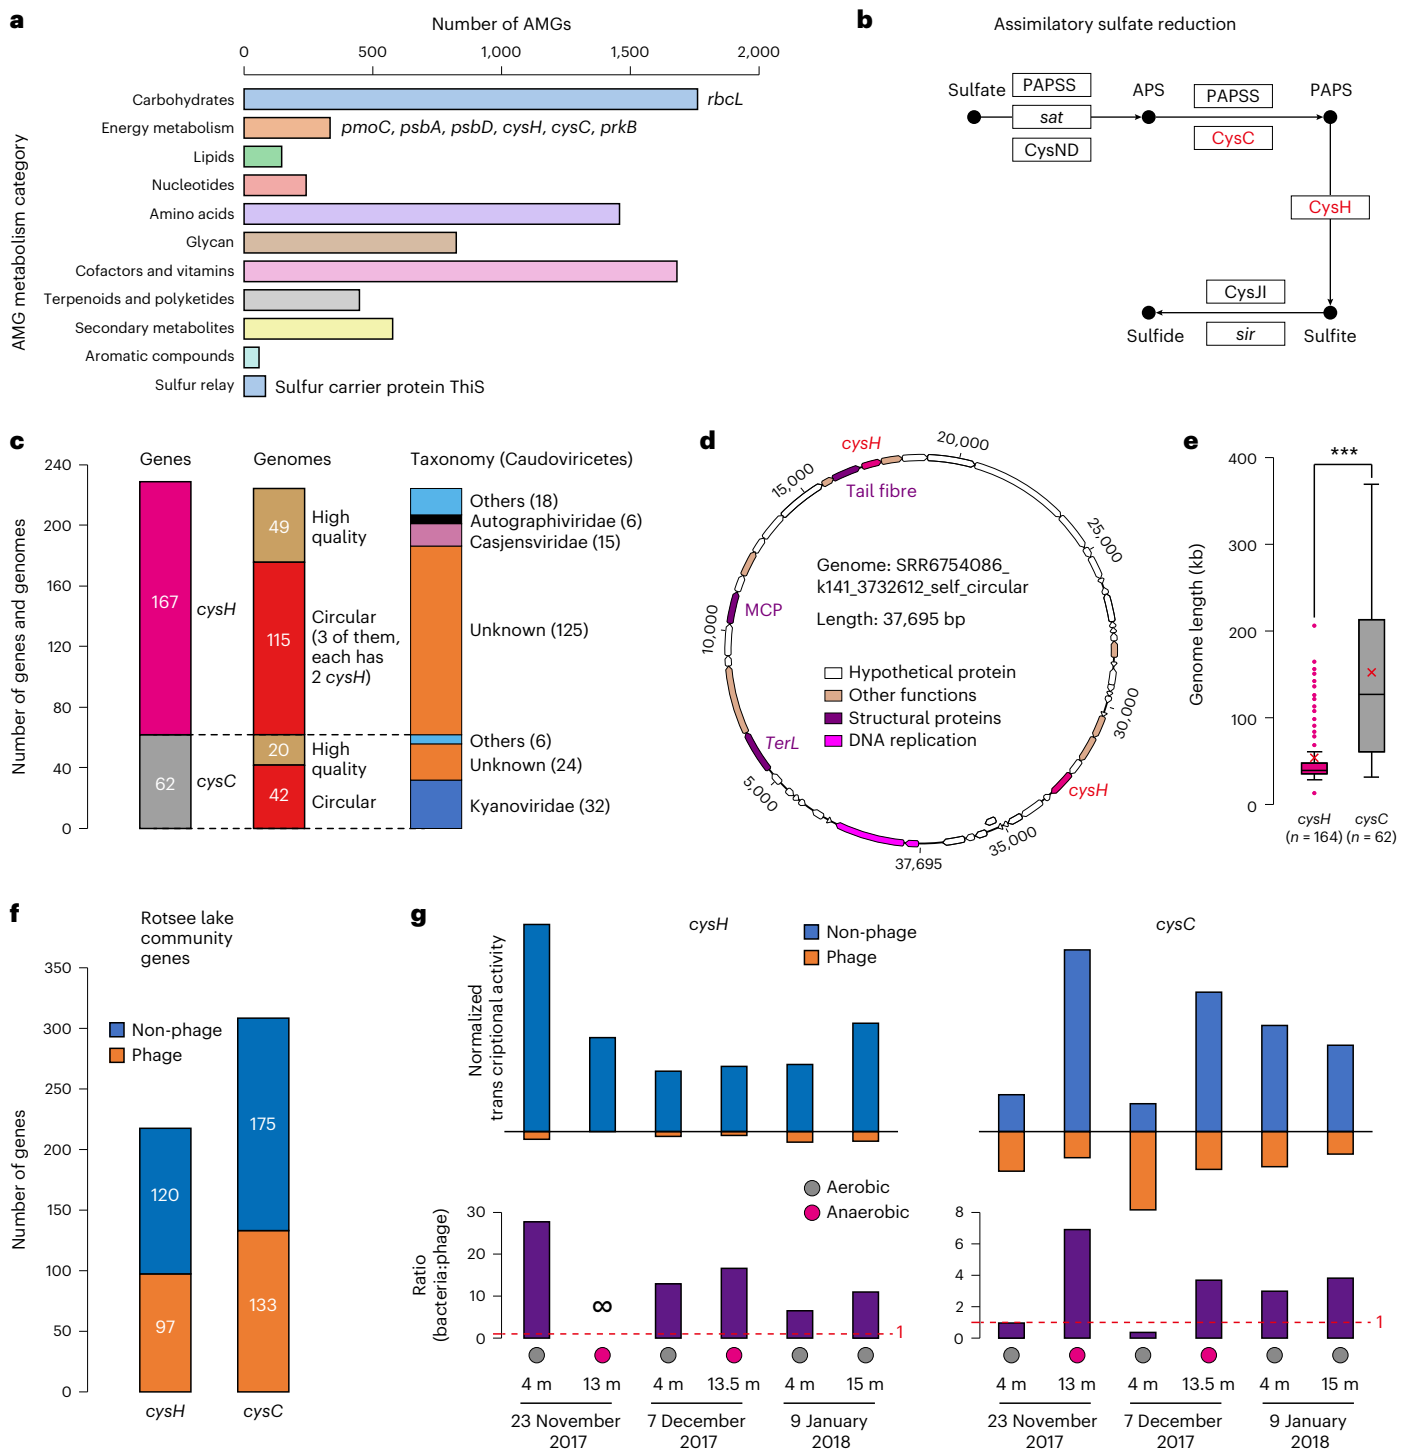 a
Number of AMGs
0 500 1,000 1,500 2,000
AMG metabolism category
Carbohydrates
rbcL
Energy metabolism
pmoC, psbA, psbD, cysH, cysC, prkB
Lipids
Nucleotides
Amino acids
Glycan
Cofactors and vitamins
Terpenoids and polyketides
Secondary metabolites
Aromatic compounds
Sulfur relay
Sulfur carrier protein ThiS
b
Assimilatory sulfate reduction
Sulfate
PAPSS
sat
CysND
APS
PAPSS
CysC
PAPS
CysH
CysJI
sir
Sulfide
Sulfite
c
Number of genes and genomes
240
200
160
120
80
40
0
Genes
Genomes
Taxonomy (Caudoviricetes)
167
cysH
62
cysC
49
High
quality
115
Circular
(3 of them,
each has
2 cysH)
20
High
quality
42
Circular
Others (18)
Autographiviridae (6)
Casjensviridae (15)
Unknown (125)
Others (6)
Unknown (24)
Kyanoviridae (32)
d
cysH
20,000
15,000
Tail fibre
25,000
Genome: SRR6754086_
k141_3732612_self_circular
Length: 37,695 bp
MCP
10,000
Hypothetical protein
Other functions
Structural proteins
DNA replication
30,000
TerL
5,000
cysH
35,000
37,695
e
Genome length (kb)
400
300
200
100
0
***
cysH
(n = 164)
cysC
(n = 62)
f
Rotsee lake
community
genes
Number of genes
350
300
250
200
150
100
50
0
Non-phage
Phage
120
97
175
133
cysH
cysC
g
cysH
Non-phage
Phage
cysC
Normalized
trans criptional activity
Aerobic
Anaerobic
Ratio
(bacteria:phage)
30
20
10
0
∞
1
4 m 13 m 4 m 13.5 m 4 m 15 m
23 November
2017
7 December
2017
9 January
2018
8
6
4
2
0
1
4 m 13 m 4 m 13.5 m 4 m 15 m
23 November
2017
7 December
2017
9 January
2018